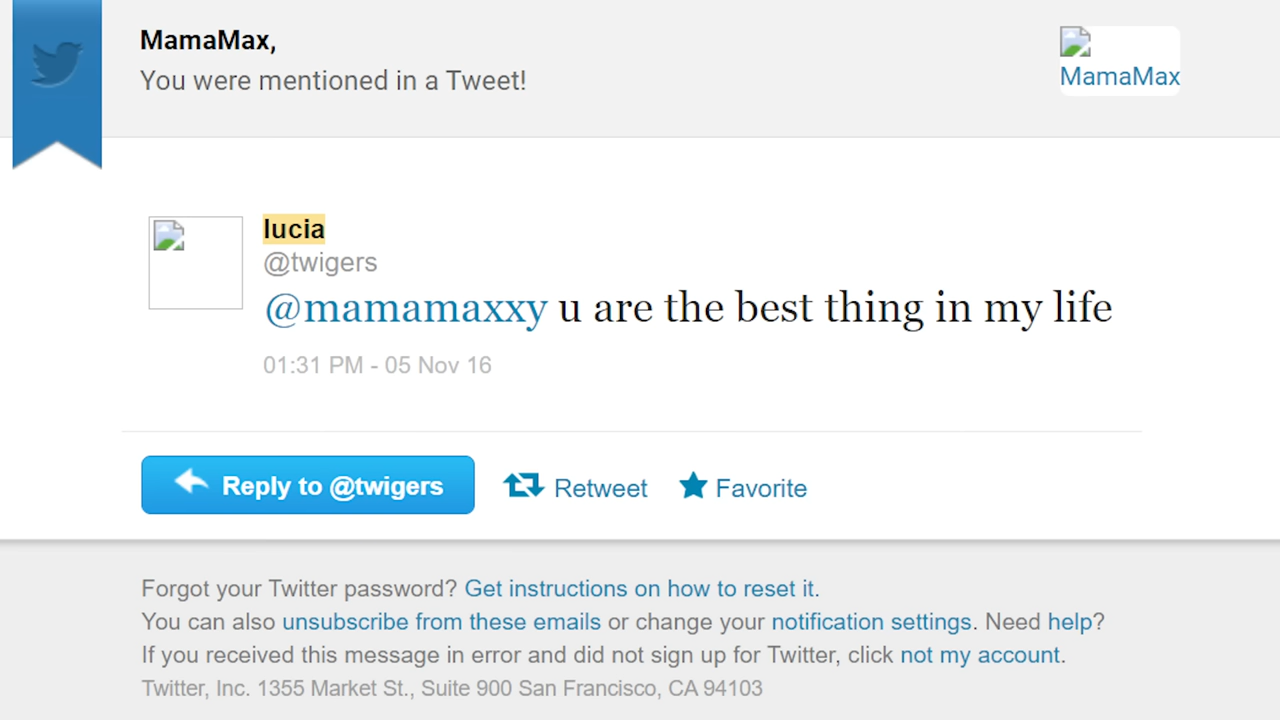 MamaMax,
You were mentioned in a Tweet!
MamaMax
lucia
@twigers
@mamamaxxy u are the best thing in my life
01:31 PM - 05 Nov 16
Reply to @twigers Retweet Favorite
Forgot your Twitter password? Get instructions on how to reset it.
You can also unsubscribe from these emails or change your notification settings. Need help?
If you received this message in error and did not sign up for Twitter, click not my account.
Twitter, Inc. 1355 Market St., Suite 900 San Francisco, CA 94103